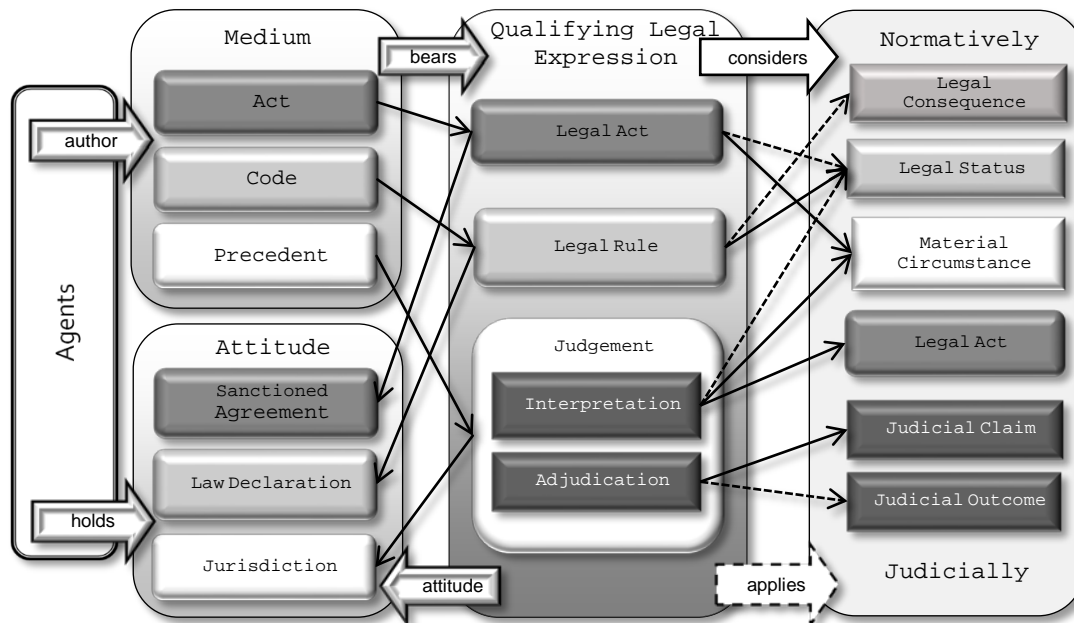 Agents
author
holds
Medium
Act
Code
Precedent
Attitude
Sanctioned
Agreement
Law Declaration
Jurisdiction
bears
attitude
Qualifying Legal
Expression
Legal Act
Legal Rule
Judgement
Interpretation
Adjudication
considers
applies
Normatively
Legal
Consequence
Legal Status
Material
Circumstance
Legal Act
Judicial Claim
Judicial Outcome
Judicially